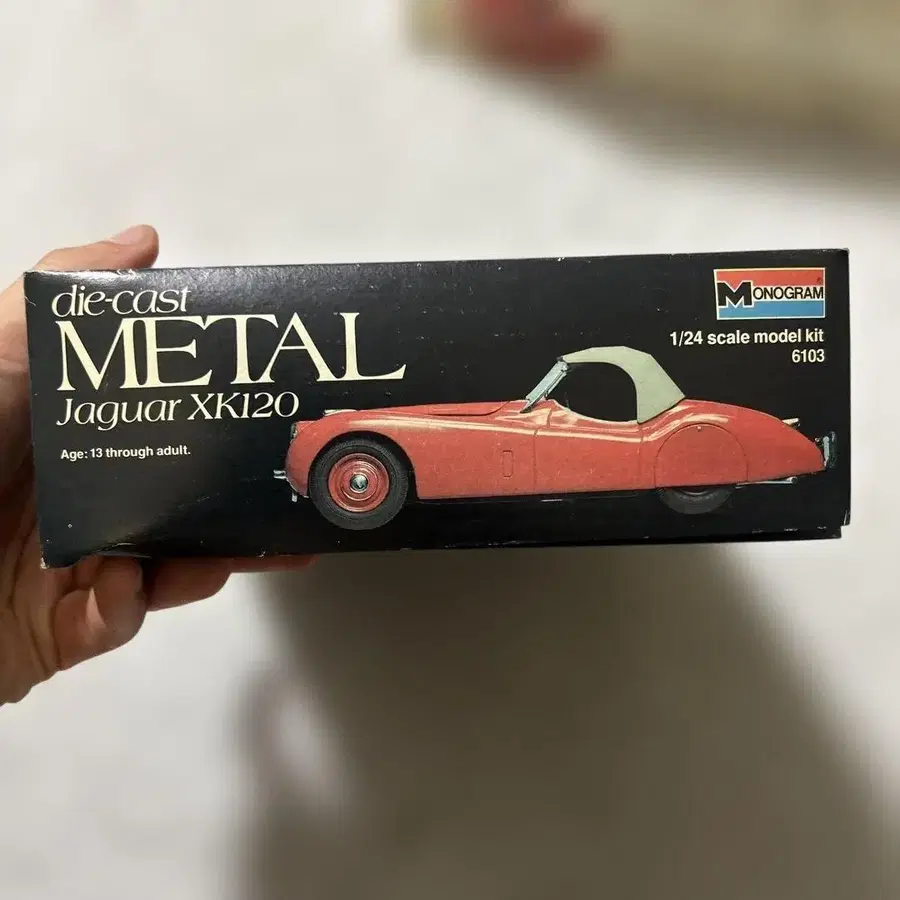 die-cast
METAL
Jaguar XK120
Age: 13 through adult.
MONOGRAM
1/24 scale model kit
6103